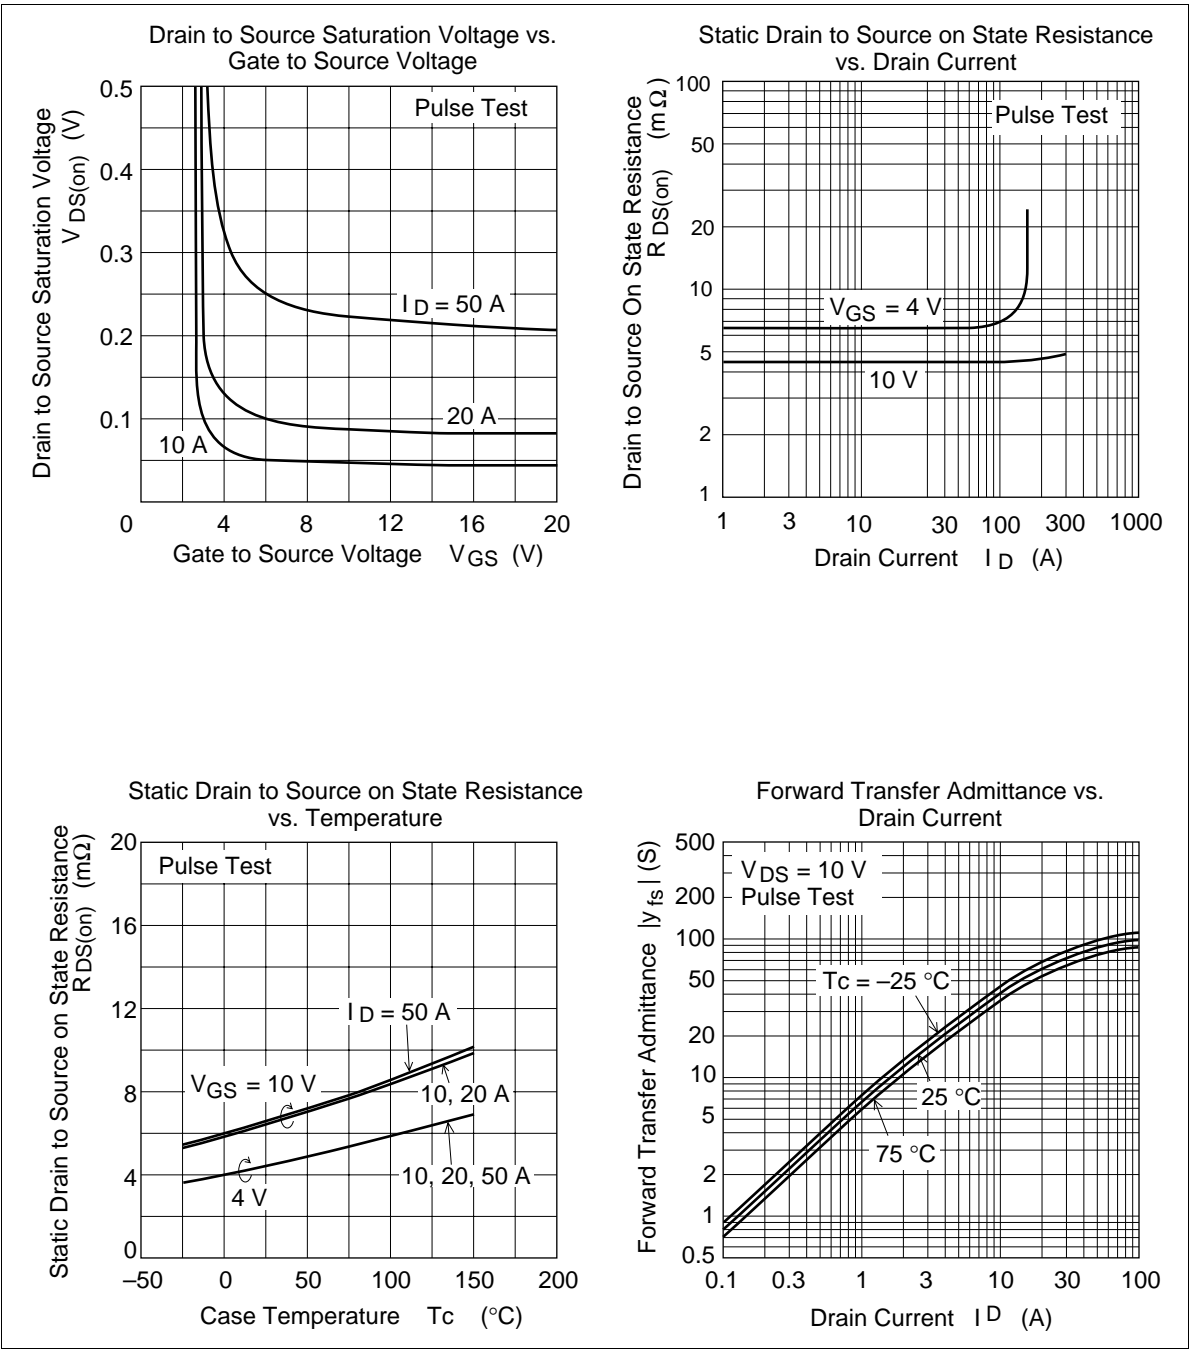 Drain to Source Saturation Voltage vs.
Gate to Source Voltage
Drain to Source Saturation Voltage
V DS(on) (V)
0.5
0.4
0.3
0.2
0.1
Pulse Test
I D = 50 A
20 A
10 A
0 4 8 12 16 20
Gate to Source Voltage V GS (V)
Static Drain to Source on State Resistance
vs. Drain Current
Drain to Source On State Resistance
R DS(on) (mΩ)
100
50
20
10
5
2
1
Pulse Test
VGS = 4 V
10 V
1 3 10 30 100 300 1000
Drain Current I D (A)
Static Drain to Source on State Resistance
vs. Temperature
Static Drain to Source on State Resistance
R DS(on) (mΩ)
20
16
12
8
4
0
Pulse Test
I D = 50 A
VGS = 10 V
10, 20 A
10, 20, 50 A
4 V
–50 0 50 100 150 200
Case Temperature Tc (°C)
Forward Transfer Admittance vs.
Drain Current
Forward Transfer Admittance |y fs| (S)
500
200
100
50
20
10
5
2
1
0.5
V DS = 10 V
Pulse Test
Tc = –25 °C
25 °C
75 °C
0.1 0.3 1 3 10 30 100
Drain Current I D (A)